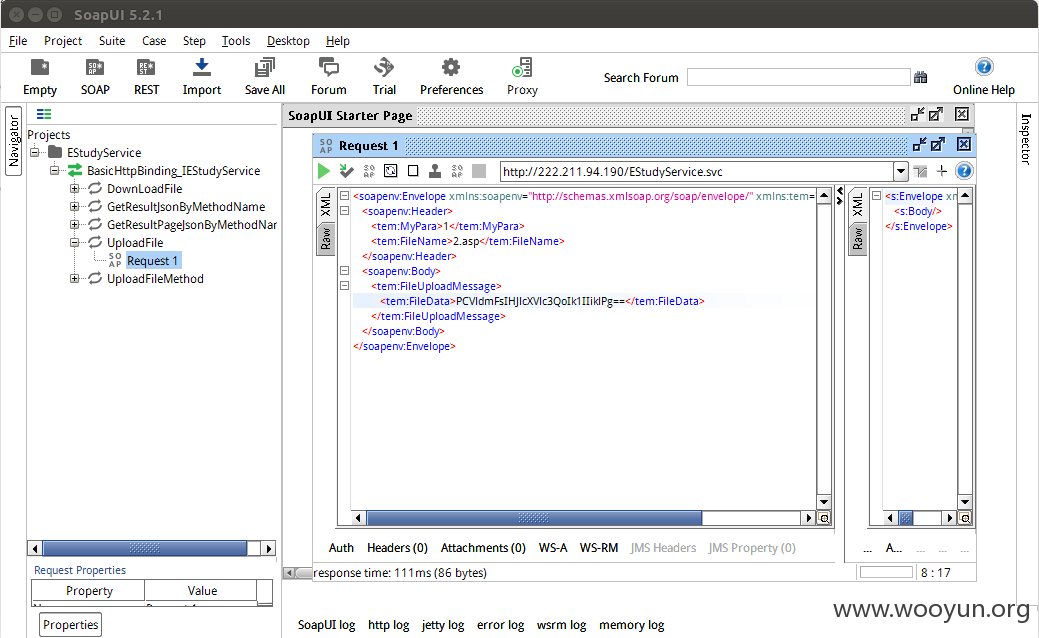 SoapUI 5.2.1
File Project Suite Case Step Tools Desktop Help
Empty SOAP REST Import Save All Forum Trial Preferences Proxy Search Forum Online Help
Navigator
Inspector
Projects
EStudyService
BasicHttpBinding_IEStudyService
DownLoadFile
GetResultJsonByMethodName
GetResultPageJsonByMethodNar
UploadFile
SO AP Request 1
UploadFileMethod
SoapUI Starter Page
SO AP Request 1
http://222.211.94.190/EStudyService.svc
XML
Raw
<soapenv:Envelope xmlns:soapenv="http://schemas.xmlsoap.org/soap/envelope/" xmlns:tem=
<soapenv:Header>
<tem:MyPara>1</tem:MyPara>
<tem:FileName>2.asp</tem:FileName>
</soapenv:Header>
<soapenv:Body>
<tem:FileUploadMessage>
</tem:FileData>
</tem:FileUploadMessage>
</soapenv:Body>
</soapenv:Envelope>
XML
Raw
<s:Envelope
<s:Body/>
</s:Envelope>
Auth Headers (0) Attachments (0) WS-A WS-RM JMS Headers JMS Property (0)
... A... ... ... ...
response time: 111ms (86 bytes)
8 : 17
Request Properties
Property Value
Properties
SoapUI log http log jetty log error log wsrm log memory log
www.wooyun.org